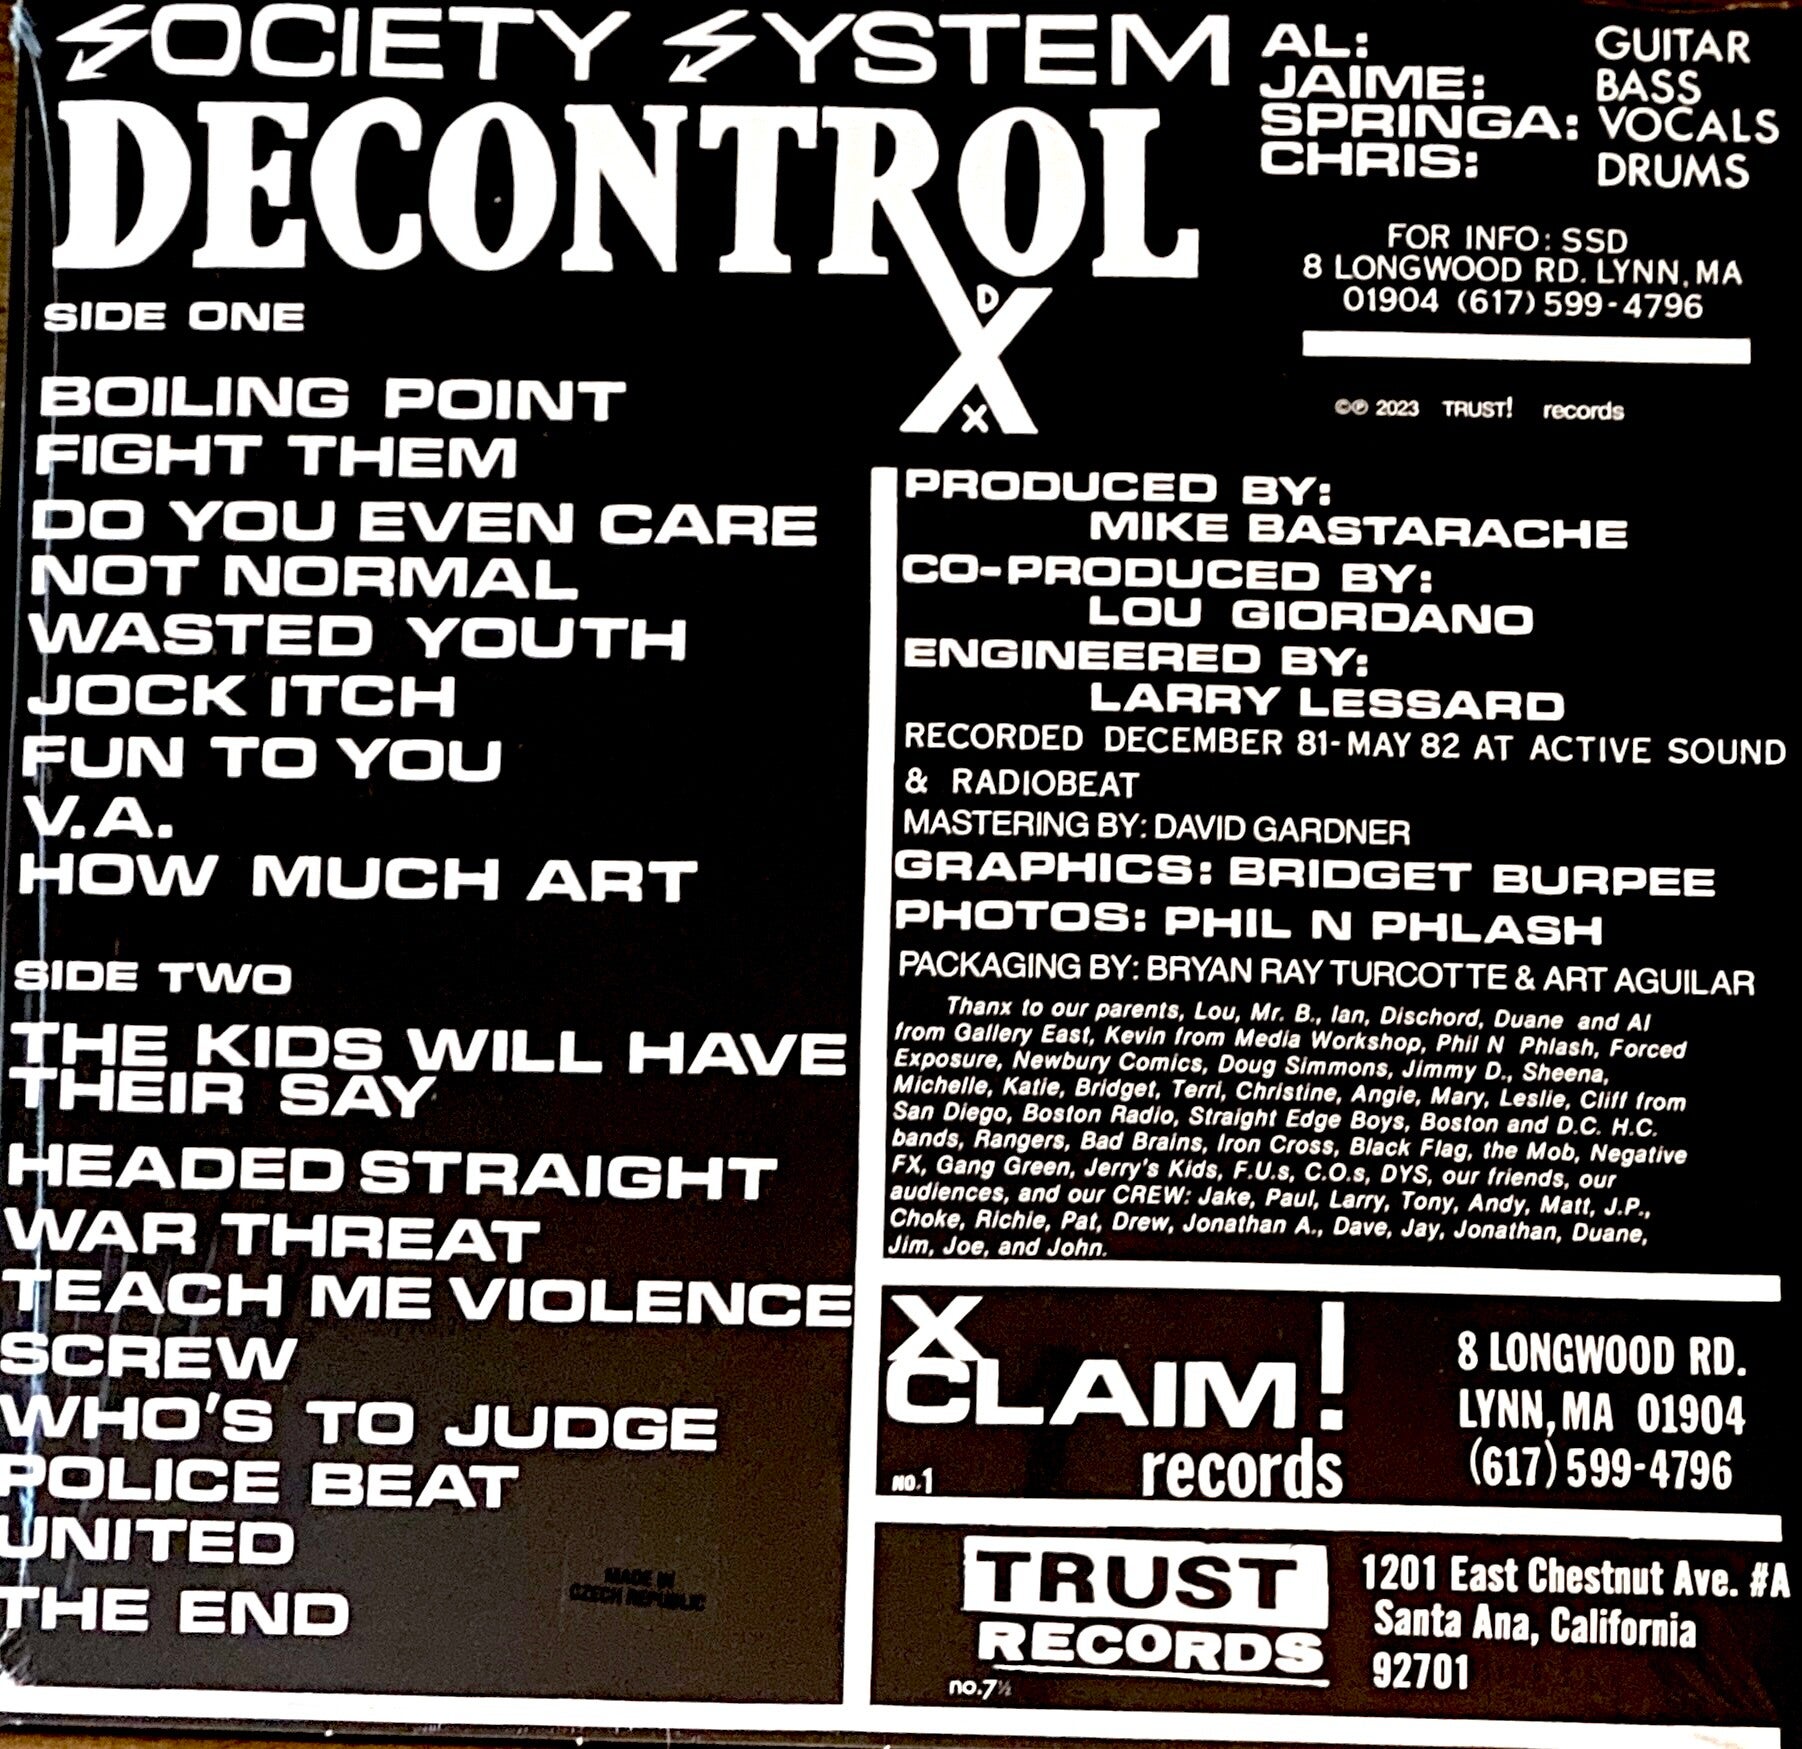 SOCIETY SYSTEM
DECONTROL
D
X
X
SIDE ONE
BOILING POINT
FIGHT THEM
DO YOU EVEN CARE
NOT NORMAL
WASTED YOUTH
JOCK ITCH
FUN TO YOU
V.A.
HOW MUCH ART
SIDE TWO
THE KIDS WILL HAVE
THEIR SAY
HEADED STRAIGHT
WAR THREAT
TEACH ME VIOLENCE
SCREW
WHO'S TO JUDGE
POLICE BEAT
UNITED
THE END
MADE IN
CZECH REPUBLIC
AL: GUITAR
JAIME: BASS
SPRINGA: VOCALS
CHRIS: DRUMS
FOR INFO: SSD
8 LONGWOOD RD. LYNN, MA
01904 (617) 599-4796
©℗ 2023 TRUST! records
PRODUCED BY:
MIKE BASTARACHE
CO-PRODUCED BY:
LOU GIORDANO
ENGINEERED BY:
LARRY LESSARD
RECORDED DECEMBER 81-MAY 82 AT ACTIVE SOUND
& RADIOBEAT
MASTERING BY: DAVID GARDNER
GRAPHICS: BRIDGET BURPEE
PHOTOS: PHIL N PHLASH
PACKAGING BY: BRYAN RAY TURCOTTE & ART AGUILAR
Thanx to our parents, Lou, Mr. B., Ian, Dischord, Duane and Al
from Gallery East, Kevin from Media Workshop, Phil N Phlash, Forced
Exposure, Newbury Comics, Doug Simmons, Jimmy D., Sheena,
Michelle, Katie, Bridget, Terri, Christine, Angie, Mary, Leslie, Cliff from
San Diego, Boston Radio, Straight Edge Boys, Boston and D.C. H.C.
bands, Rangers, Bad Brains, Iron Cross, Black Flag, the Mob, Negative
FX, Gang Green, Jerry's Kids, F.U.s, C.O.s, DYS, our friends, our
audiences, and our CREW: Jake, Paul, Larry, Tony, Andy, Matt, J.P.,
Choke, Richie, Pat, Drew, Jonathan A., Dave, Jay, Jonathan, Duane,
Jim, Joe, and John.
X CLAIM!
records
NO.1
8 LONGWOOD RD.
LYNN, MA 01904
(617) 599-4796
TRUST
RECORDS
no.7½
1201 East Chestnut Ave. #A
Santa Ana, California
92701